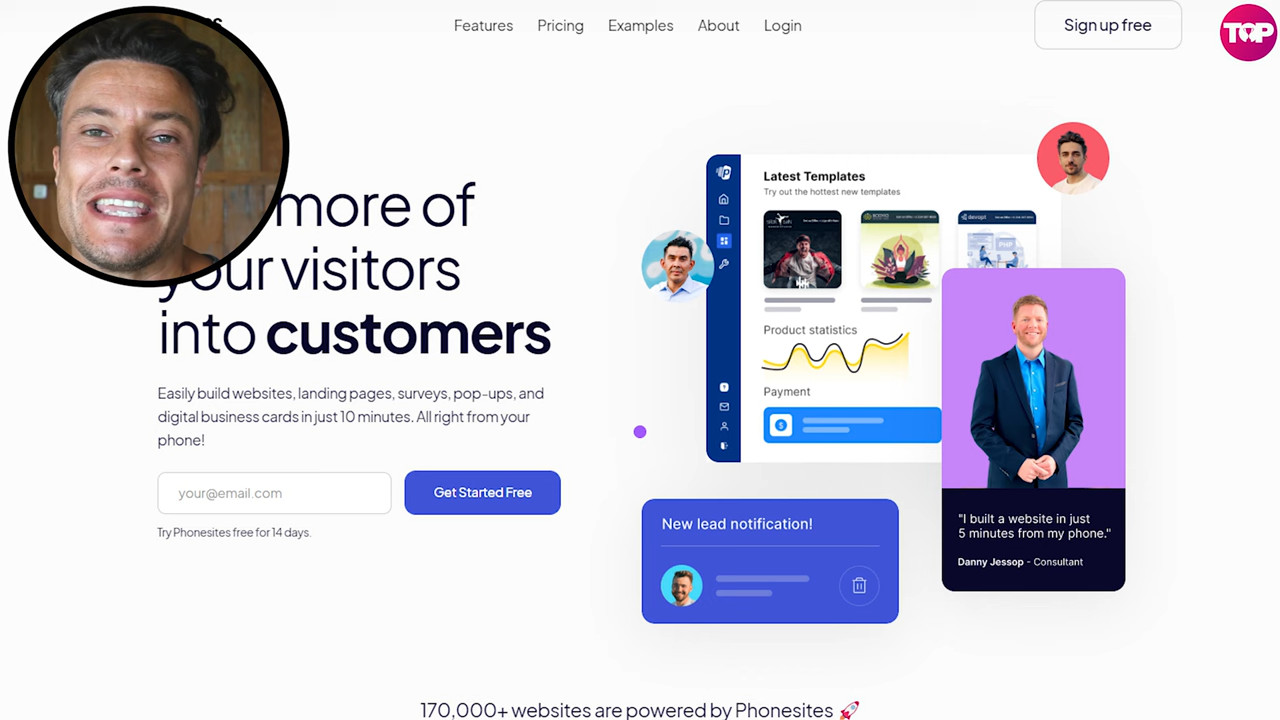 Features Pricing Examples About Login
Sign up free
TOP
more of
your visitors
into customers
Easily build websites, landing pages, surveys, pop-ups, and
digital business cards in just 10 minutes. All right from your
phone!
your@email.com
Get Started Free
Try Phonesites free for 14 days.
Latest Templates
Try out the hottest new templates
PHP
Product statistics
Payment
New lead notification!
"I built a website in just
5 minutes from my phone."
Danny Jessop - Consultant
170,000+ websites are powered by Phonesites